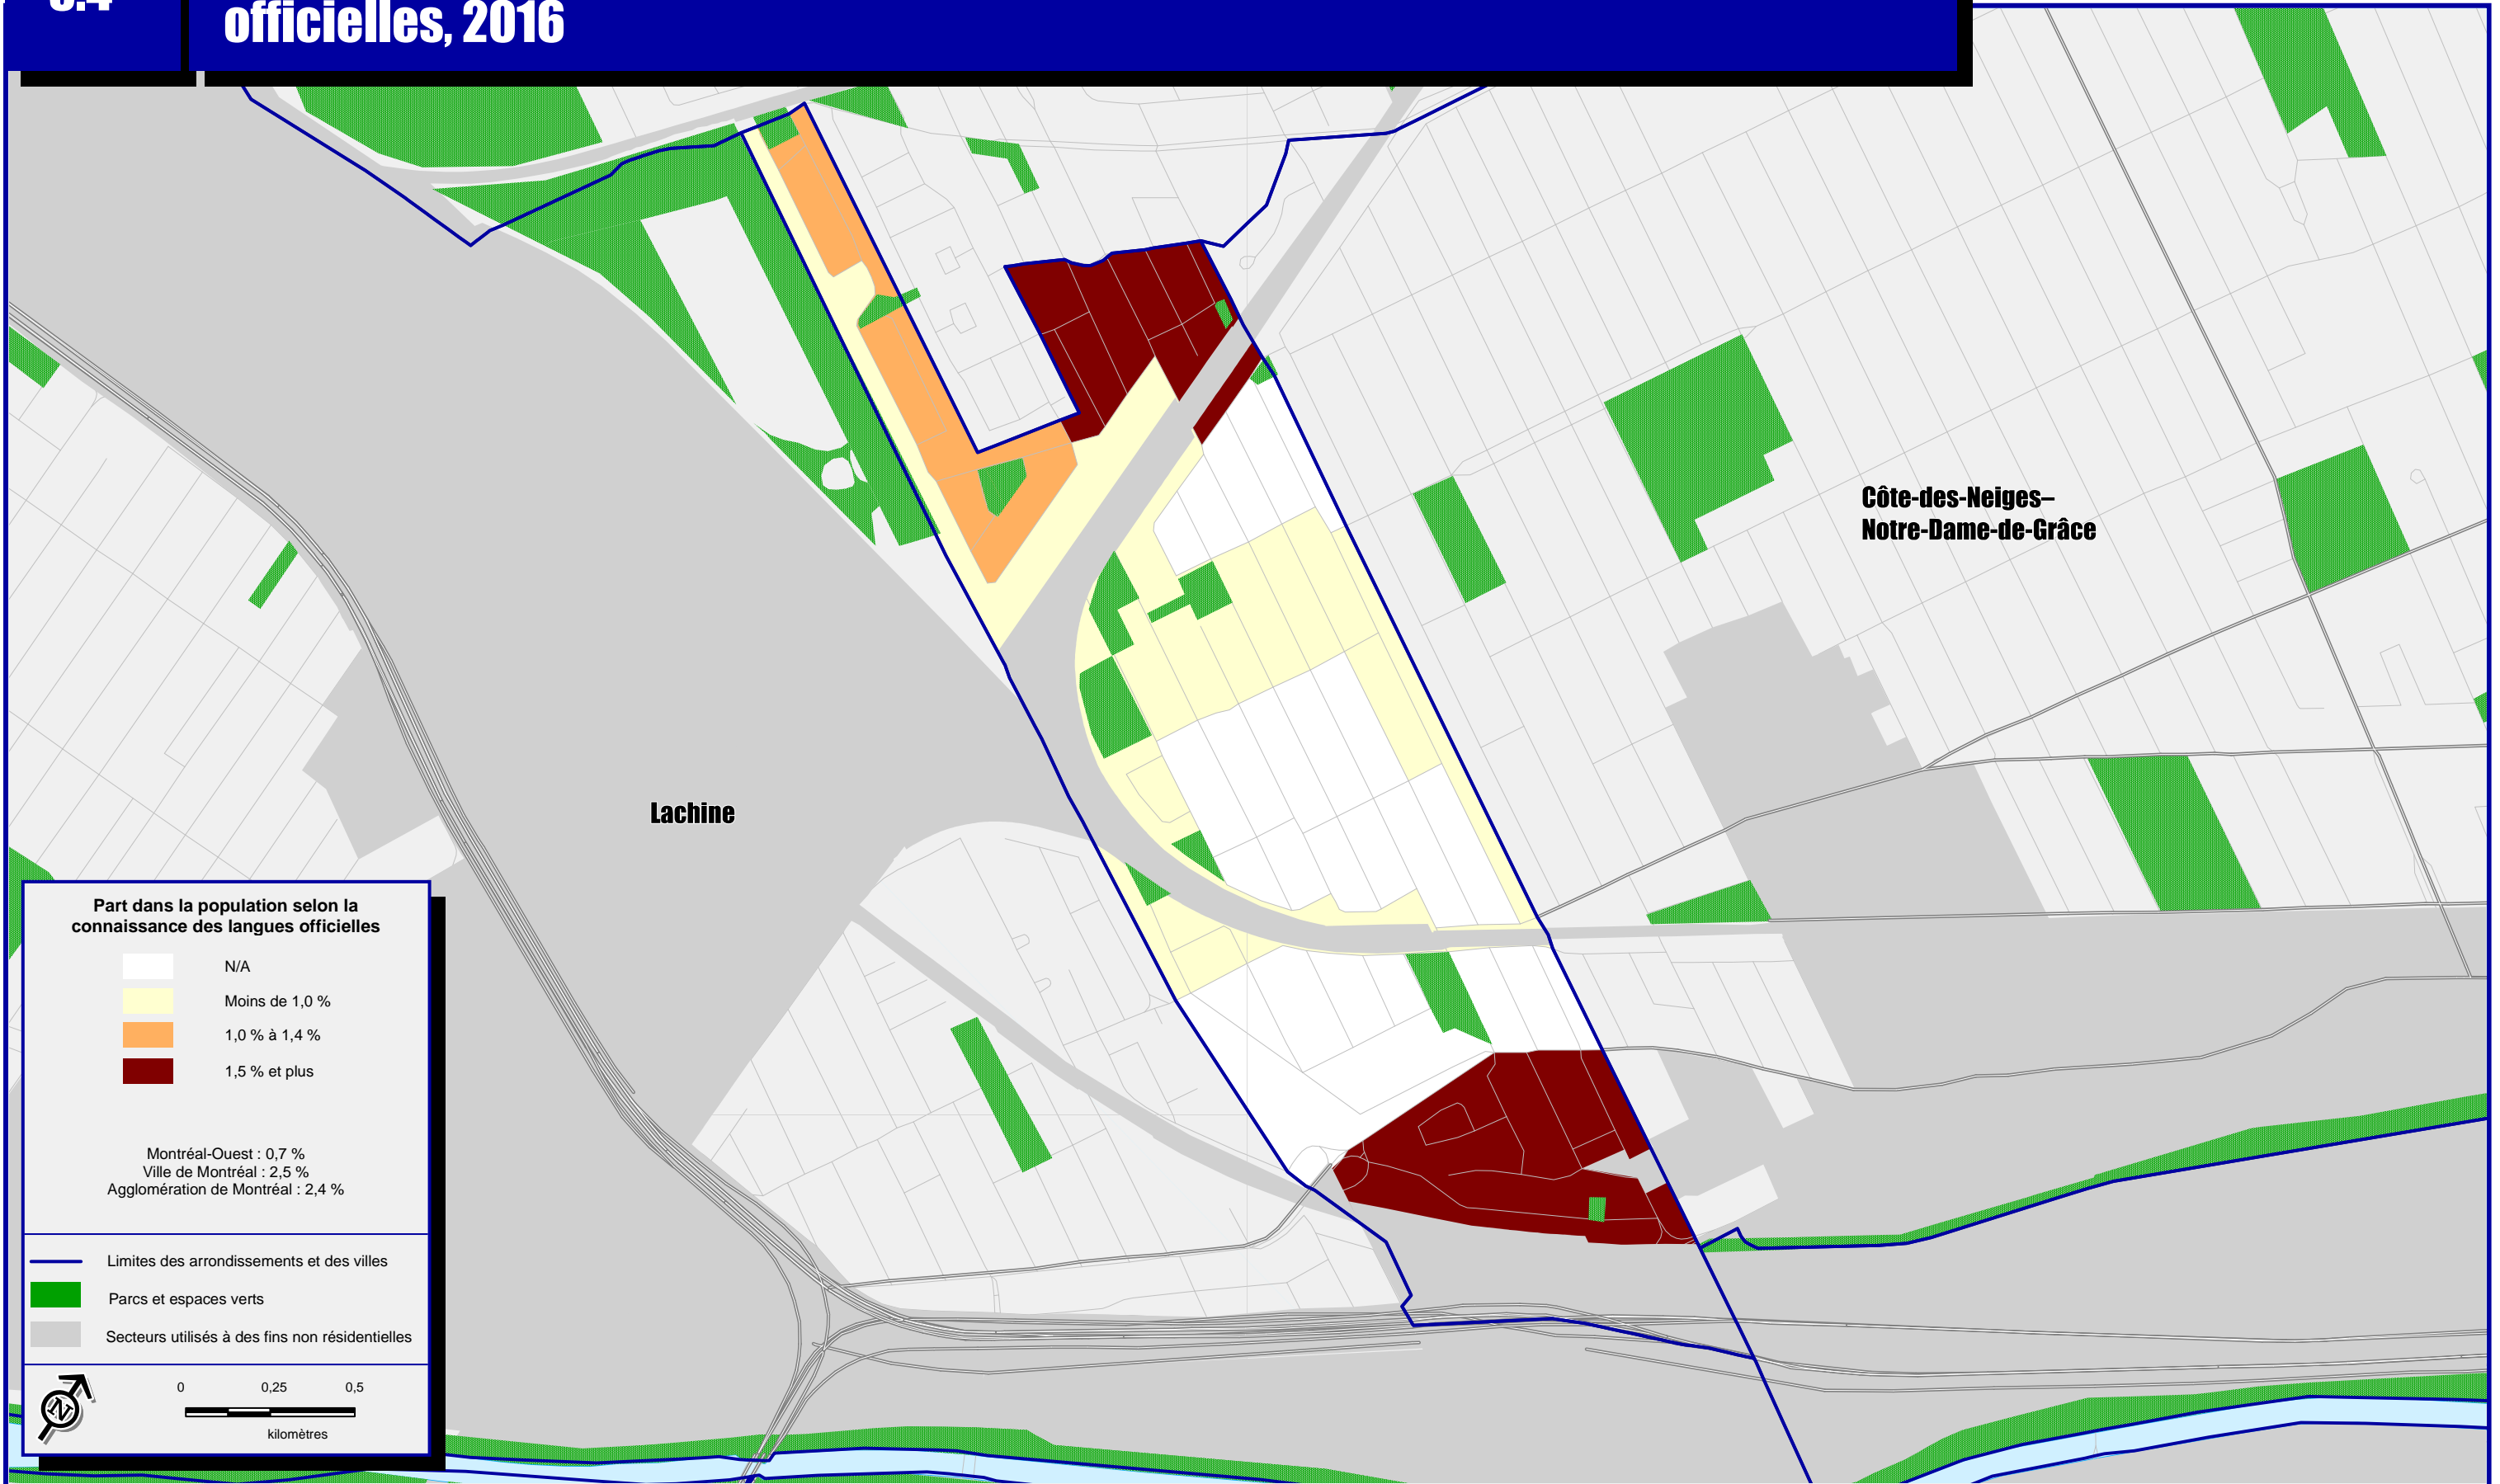 officielles, 2016
Côte-des-Neiges–
Notre-Dame-de-Grâce
Lachine
Part dans la population selon la
connaissance des langues officielles
N/A
Moins de 1,0 %
1,0 % à 1,4 %
1,5 % et plus
Montréal-Ouest : 0,7 %
Ville de Montréal : 2,5 %
Agglomération de Montréal : 2,4 %
Limites des arrondissements et des villes
Parcs et espaces verts
Secteurs utilisés à des fins non résidentielles
N
0 0,25 0,5
kilomètres